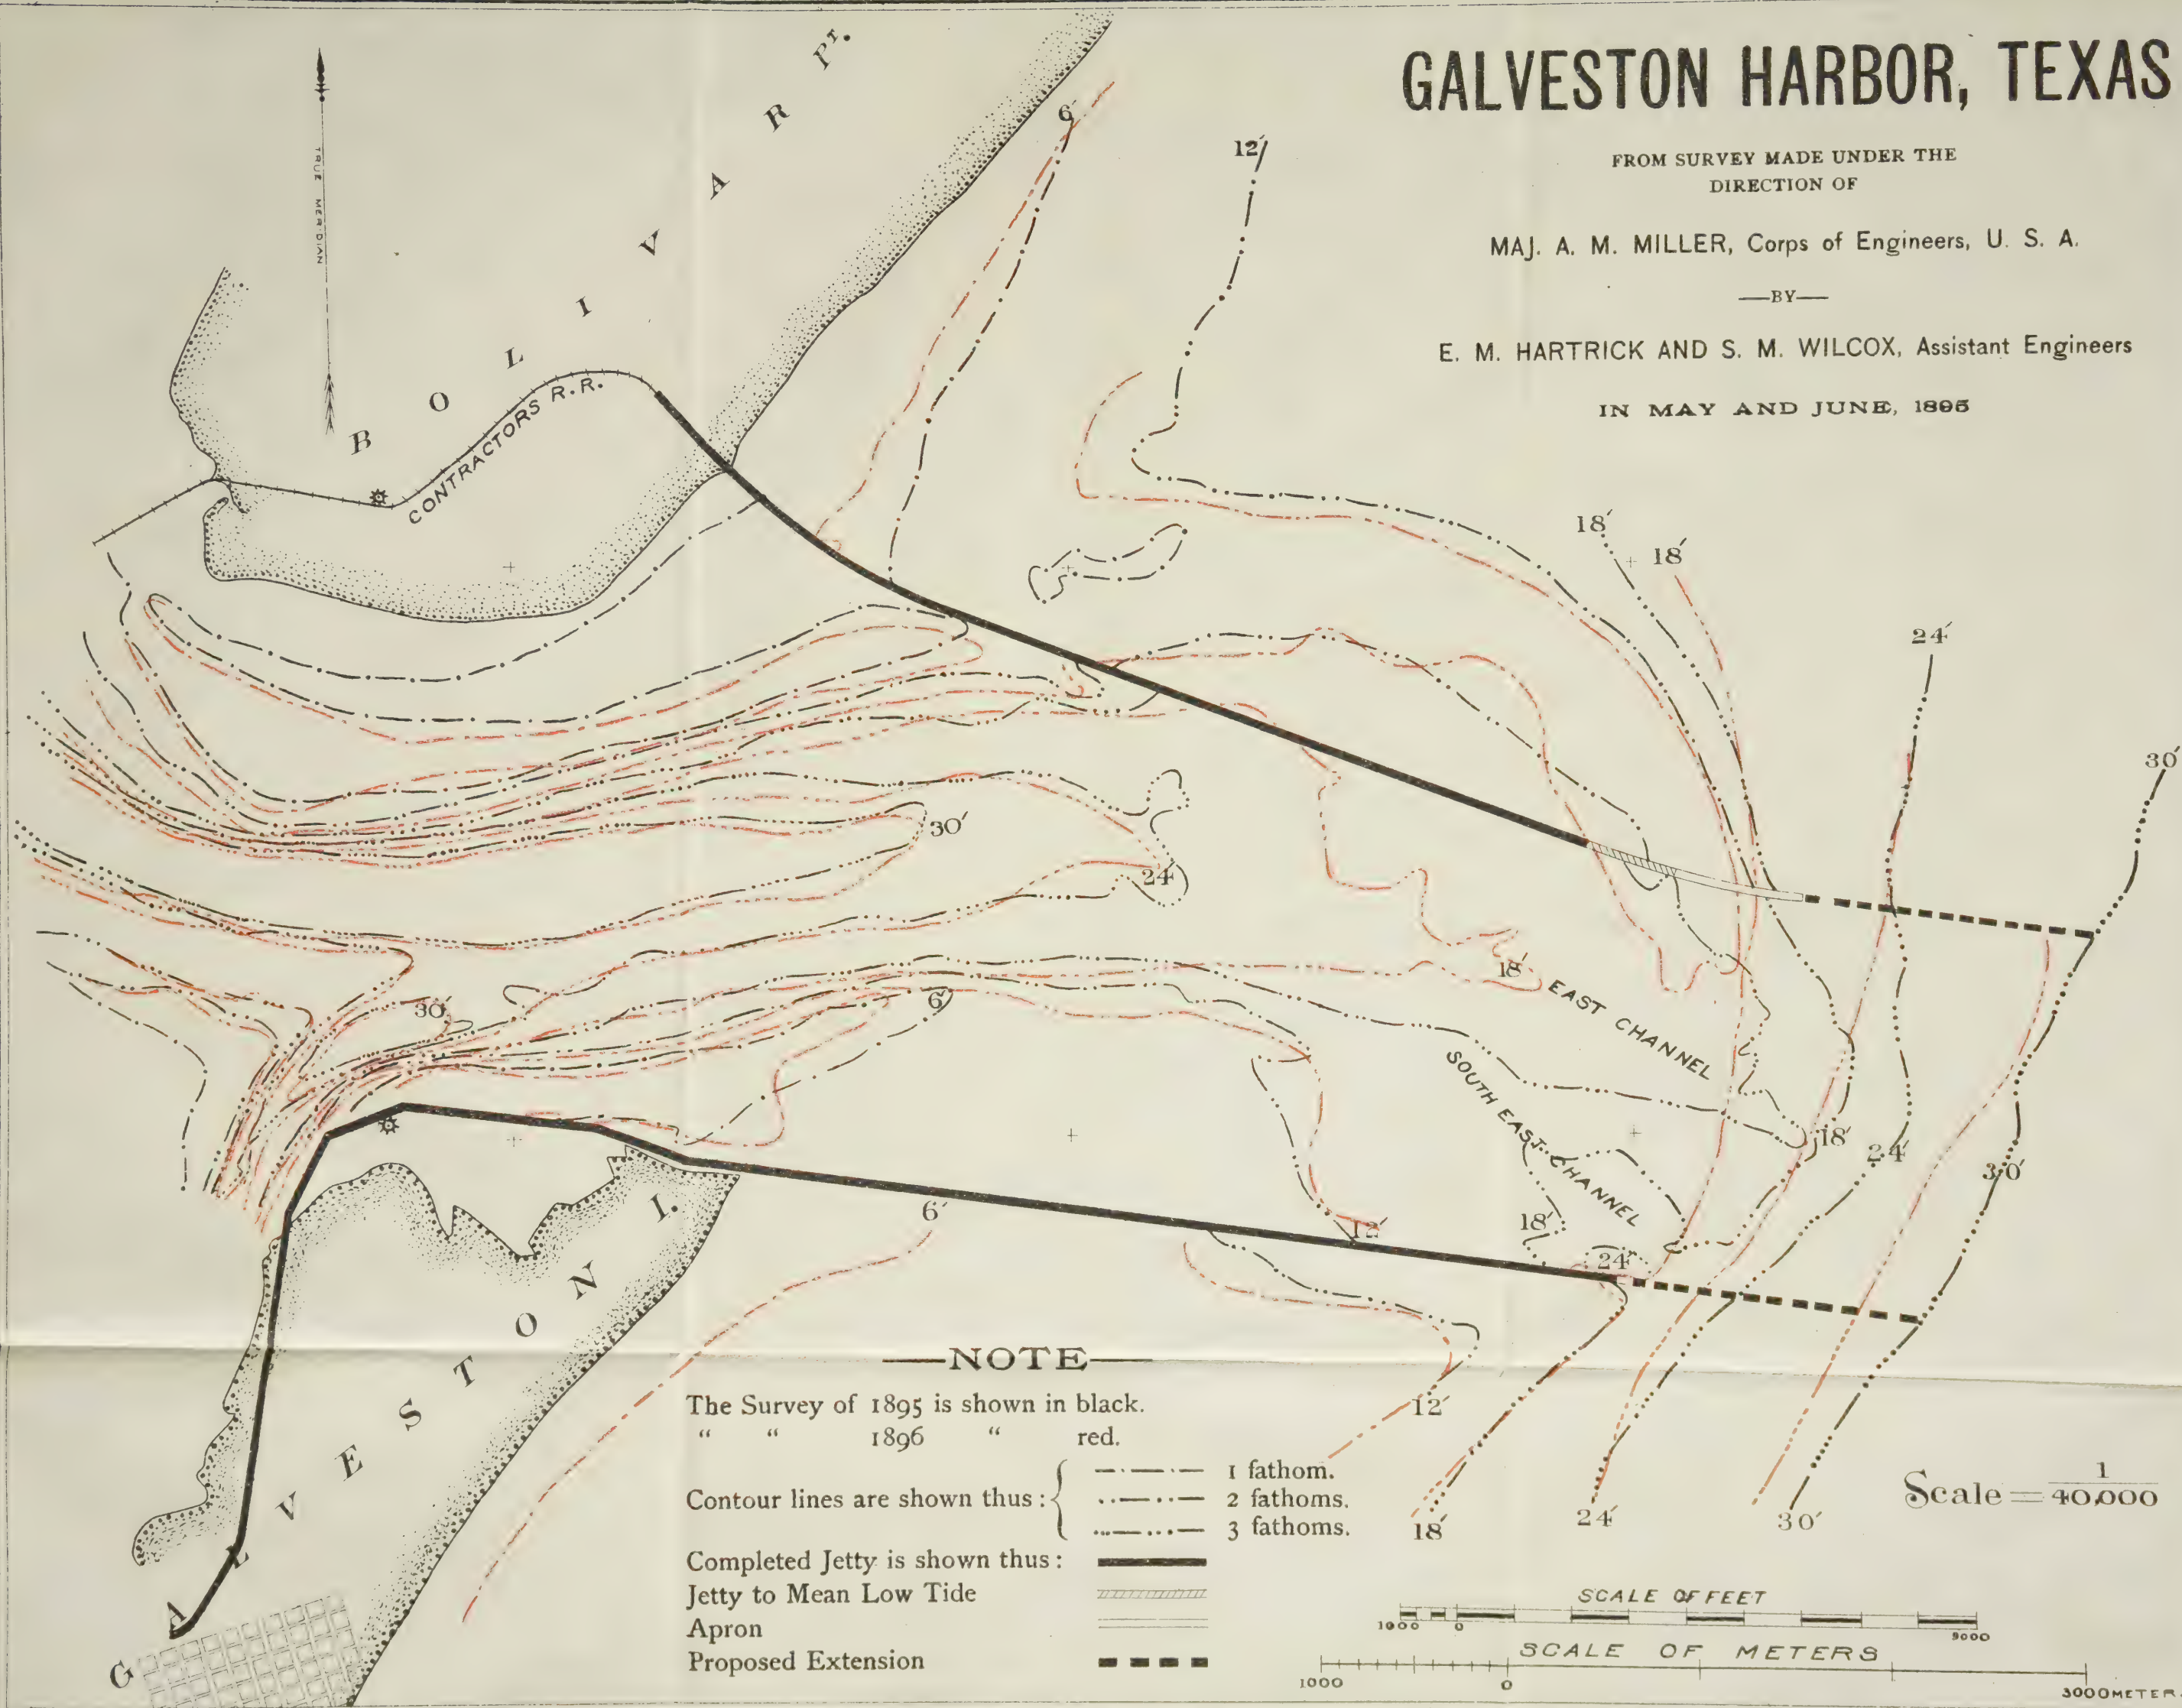 GALVESTON HARBOR, TEXAS
FROM SURVEY MADE UNDER THE
DIRECTION OF
MAJ. A. M. MILLER, Corps of Engineers, U. S. A.
—BY—
E. M. HARTRICK AND S. M. WILCOX, Assistant Engineers
IN MAY AND JUNE, 1895
TRUE MERIDIAN
BOLIVAR PT.
CONTRACTORS R.R.
6'
12'
18'
18'
24'
30'
30'
24'
18'
EAST CHANNEL
30'
6'
SOUTH EAST CHANNEL
18'
24'
30'
18'
24'
6'
12'
GALVESTON I.
12'
18'
24'
30'
—NOTE—
The Survey of 1895 is shown in black.
“ “ 1896 “ red.
Contour lines are shown thus:
1 fathom.
2 fathoms.
3 fathoms.
Completed Jetty is shown thus:
Jetty to Mean Low Tide
Apron
Proposed Extension
Scale = 1/40,000
SCALE OF FEET
1000 0 9000
SCALE OF METERS
1000 0 3000 METER